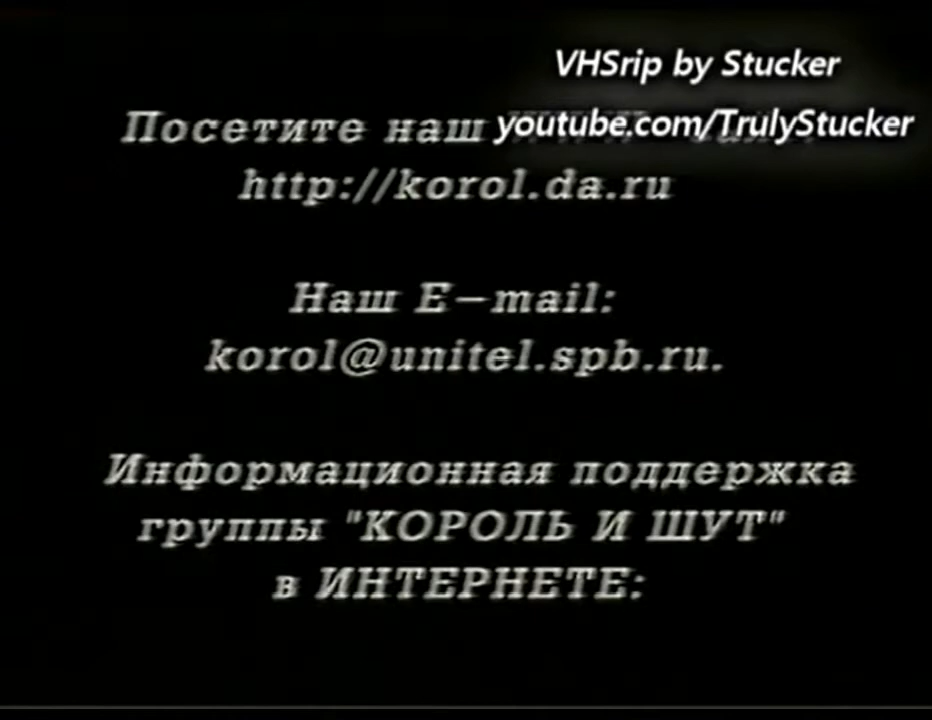 VHSrip by Stucker
youtube.com/TrulyStucker
Посетите наш
http://korol.da.ru
Наш E-mail:
korol@unitel.spb.ru.
Информационная поддержка
группы "КОРОЛЬ И ШУТ"
в ИНТЕРНЕТЕ: